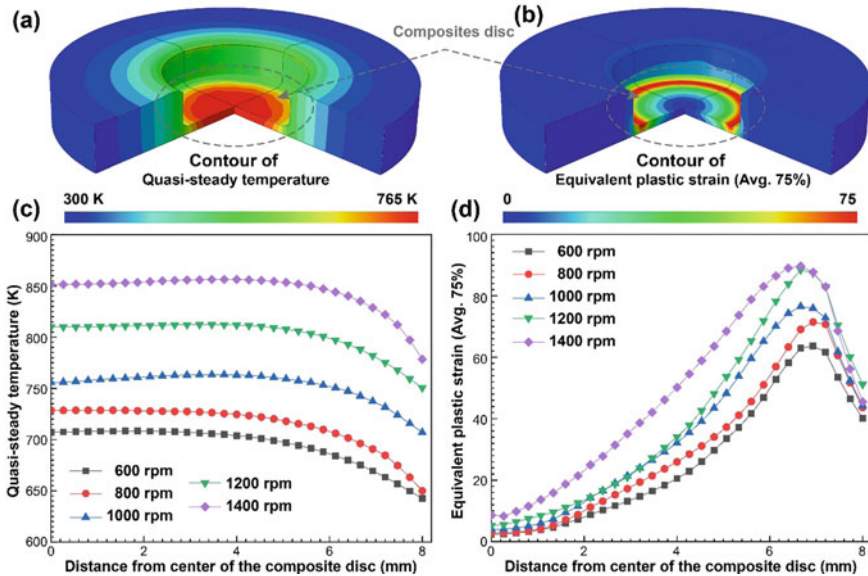 (a)
Composites disc
(b)
Contour of
Quasi-steady temperature
Contour of
Equivalent plastic strain (Avg. 75%)
300 K
765 K
0
75
(c)
900
850
800
750
700
650
600
Quasi-steady temperature (K)
600 rpm
800 rpm
1000 rpm
1200 rpm
1400 rpm
0
2
4
6
8
Distance from center of the composite disc (mm)
(d)
100
80
60
40
20
0
Equivalent plastic strain (Avg. 75%)
600 rpm
800 rpm
1000 rpm
1200 rpm
1400 rpm
0
2
4
6
8
Distance from center of the composite disc (mm)